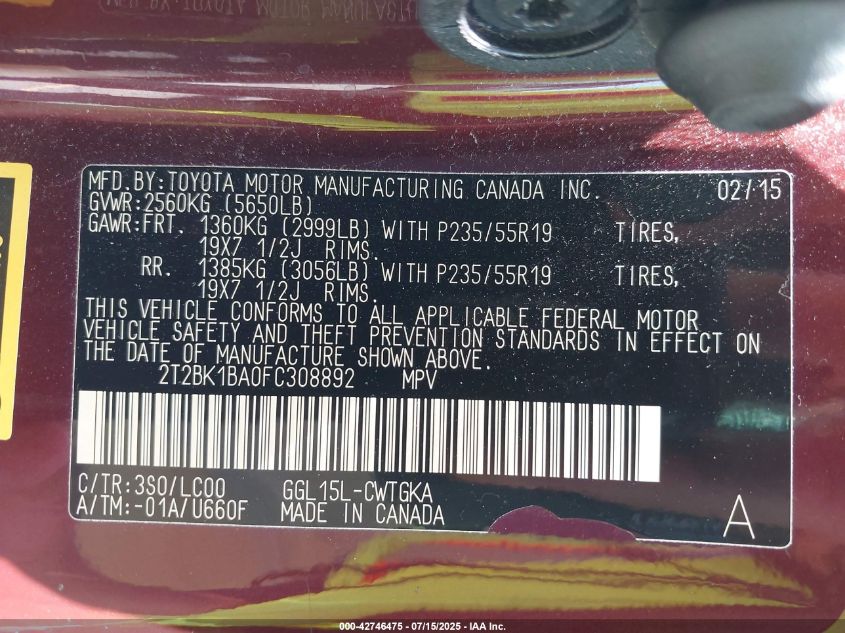 MFD.BY:TOYOTA MOTOR MANUFACTURING CANADA INC. 02/15
GVWR:2560KG (5650LB)
GAWR:FRT. 1360KG (2999LB) WITH P235/55R19 TIRES,
19X7 1/2J RIMS.
RR. 1385KG (3056LB) WITH P235/55R19 TIRES,
19X7 1/2J RIMS.
THIS VEHICLE CONFORMS TO ALL APPLICABLE FEDERAL MOTOR
VEHICLE SAFETY AND THEFT PREVENTION STANDARDS IN EFFECT ON
THE DATE OF MANUFACTURE SHOWN ABOVE.
2T2BK1BA0FC308892 MPV
C/TR:3S0/LC00 GGL15L-CWTGKA
A/TM:-01A/U660F MADE IN CANADA A
000-42746475 - 07/15/2025 - IAA Inc.